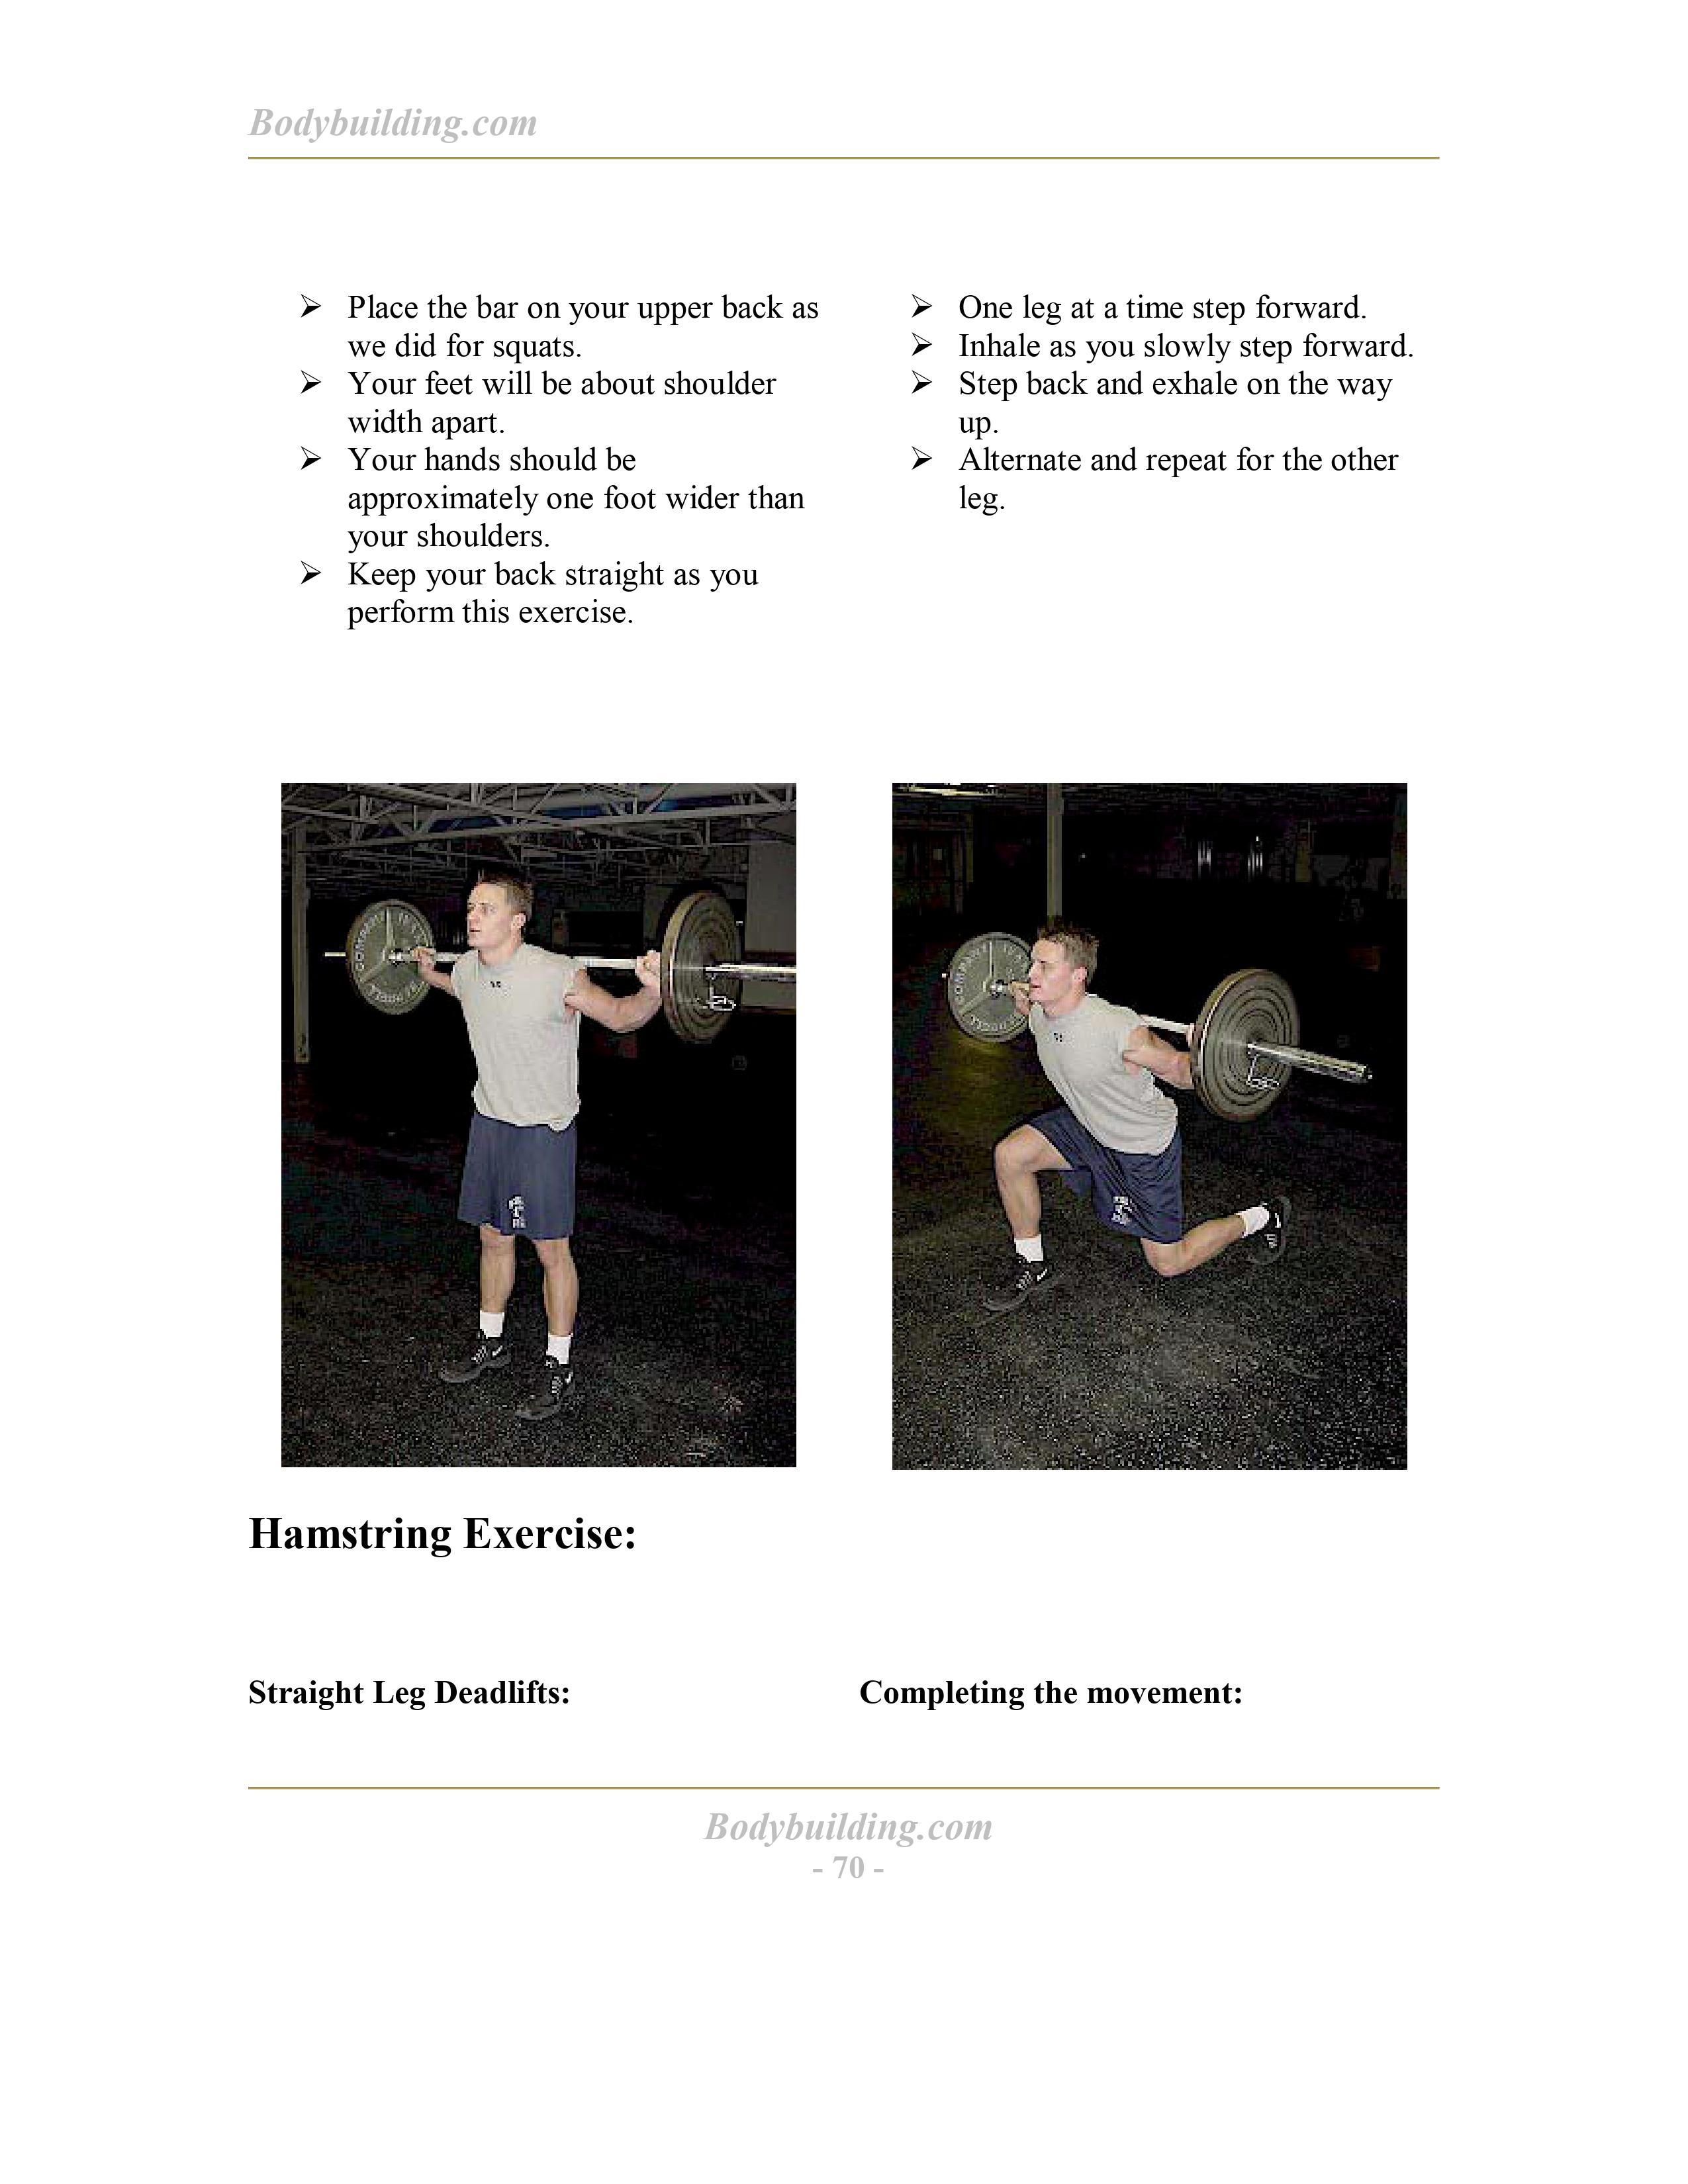 Bodybuilding.com
➢ Place the bar on your upper back as
we did for squats.
➢ Your feet will be about shoulder
width apart.
➢ Your hands should be
approximately one foot wider than
your shoulders.
➢ Keep your back straight as you
perform this exercise.
➢ One leg at a time step forward.
➢ Inhale as you slowly step forward.
➢ Step back and exhale on the way
up.
➢ Alternate and repeat for the other
leg.
Hamstring Exercise:
Straight Leg Deadlifts:
Completing the movement:
Bodybuilding.com
- 70 -